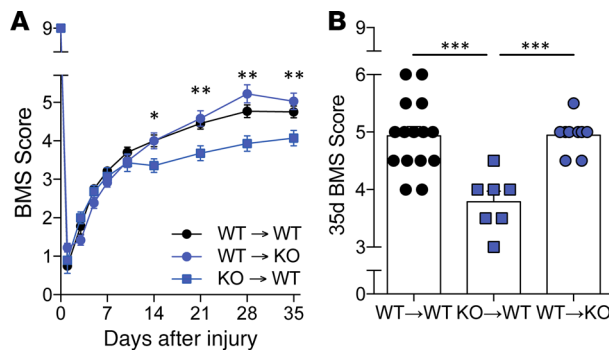 A
9
5
4
3
2
1
0
BMS Score
* ** ** **
WT → WT
WT → KO
KO → WT
0 7 14 21 28 35
Days after injury
B
9
6
5
4
3
0
35d BMS Score
*** ***
WT→WT KO→WT WT→KO